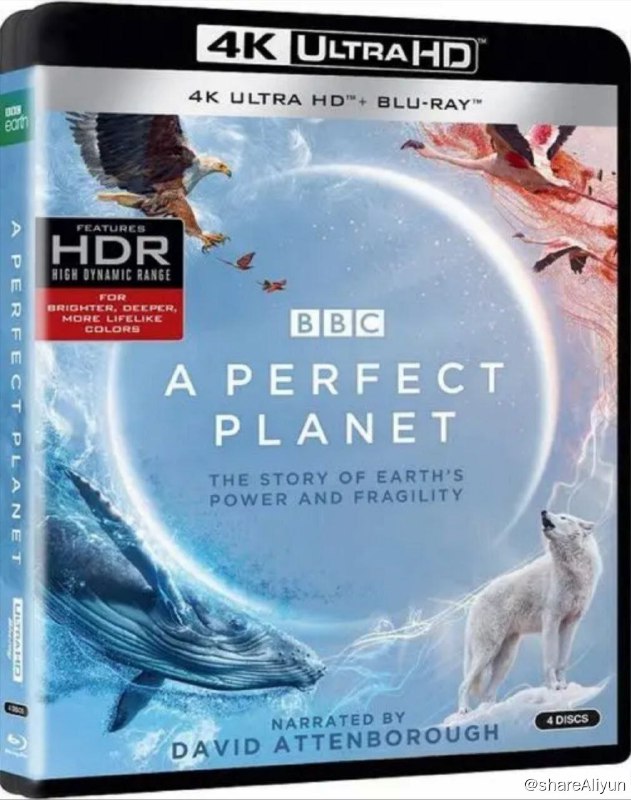 4K ULTRA HD™
4K ULTRA HD™ + BLU-RAY™
BBC
earth
FEATURES
HDR
HIGH DYNAMIC RANGE
FOR
BRIGHTER, DEEPER,
MORE LIFELIKE
COLORS
BBC
A PERFECT
PLANET
THE STORY OF EARTH'S
POWER AND FRAGILITY
NARRATED BY
DAVID ATTENBOROUGH
4 DISCS
A PERFECT PLANET
ULTRA HD
4 DISCS
@shareAliyun